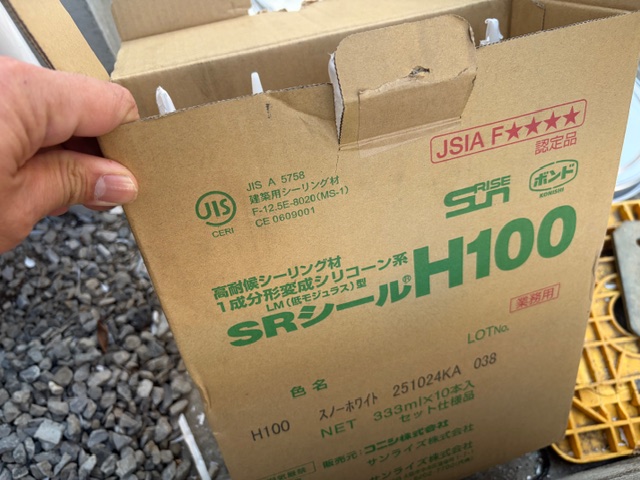 JSIA F★★★★
認定品
JIS A 5758
建築用シーリング材
F-12.5E-8020(MS-1)
CE 0609001
JIS
CERI
SUNRISE
ボンド
KONISHI
高耐候シーリング材
1成分形変成シリコーン系
LM(低モジュラス)型
SRシール®H100
業務用
LOTNo.
色名
H100 スノーホワイト 251024KA 038
NET 333ml×10本入
セット仕様品
販売元:コニシ株式会社
サンライズ株式会社